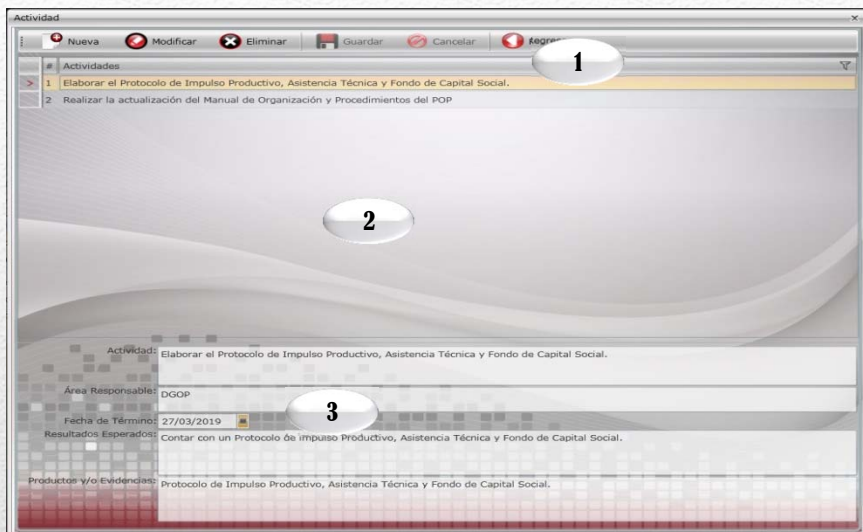 Actividad
Nueva Modificar Eliminar Guardar Cancelar
1
# Actividades
> 1 Elaborar el Protocolo de Impulso Productivo, Asistencia Técnica y Fondo de Capital Social.
2 Realizar la actualización del Manual de Organización y Procedimientos del POP
2
Actividad: Elaborar el Protocolo de Impulso Productivo, Asistencia Técnica y Fondo de Capital Social.
Área Responsable: DGOP
3
Fecha de Término: 27/03/2019
Resultados Esperados: Contar con un Protocolo de Impulso Productivo, Asistencia Técnica y Fondo de Capital Social.
Productos y/o Evidencias: Protocolo de Impulso Productivo, Asistencia Técnica y Fondo de Capital Social.